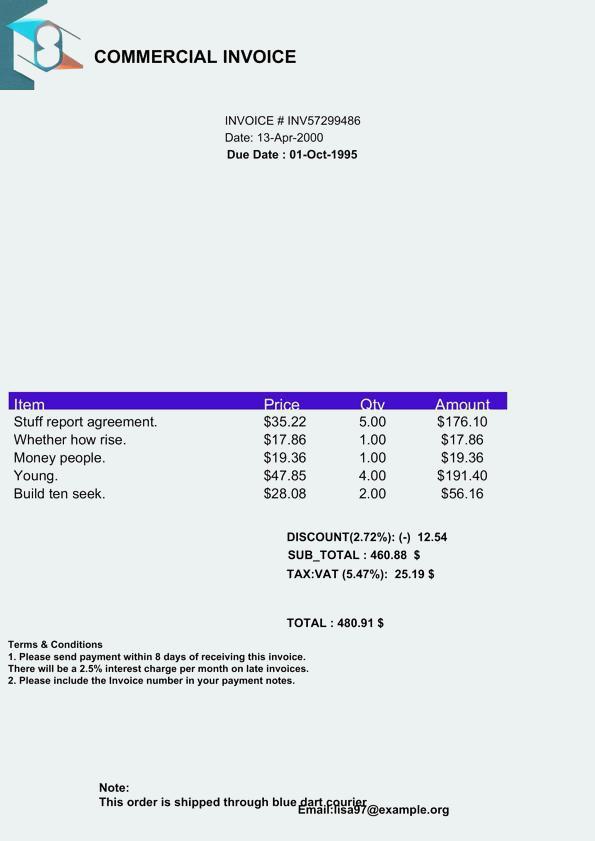 COMMERCIAL INVOICE
INVOICE # INV57299486
Date: 13-Apr-2000
Due Date : 01-Oct-1995
Item Price Qty Amount
Stuff report agreement. $35.22 5.00 $176.10
Whether how rise. $17.86 1.00 $17.86
Money people. $19.36 1.00 $19.36
Young. $47.85 4.00 $191.40
Build ten seek. $28.08 2.00 $56.16
DISCOUNT(2.72%): (-) 12.54
SUB_TOTAL : 460.88 $
TAX:VAT (5.47%): 25.19 $
TOTAL : 480.91 $
Terms & Conditions
1. Please send payment within 8 days of receiving this invoice.
There will be a 2.5% interest charge per month on late invoices.
2. Please include the Invoice number in your payment notes.
Note:
This order is shipped through blue dart courier
Email:lisa97@example.org